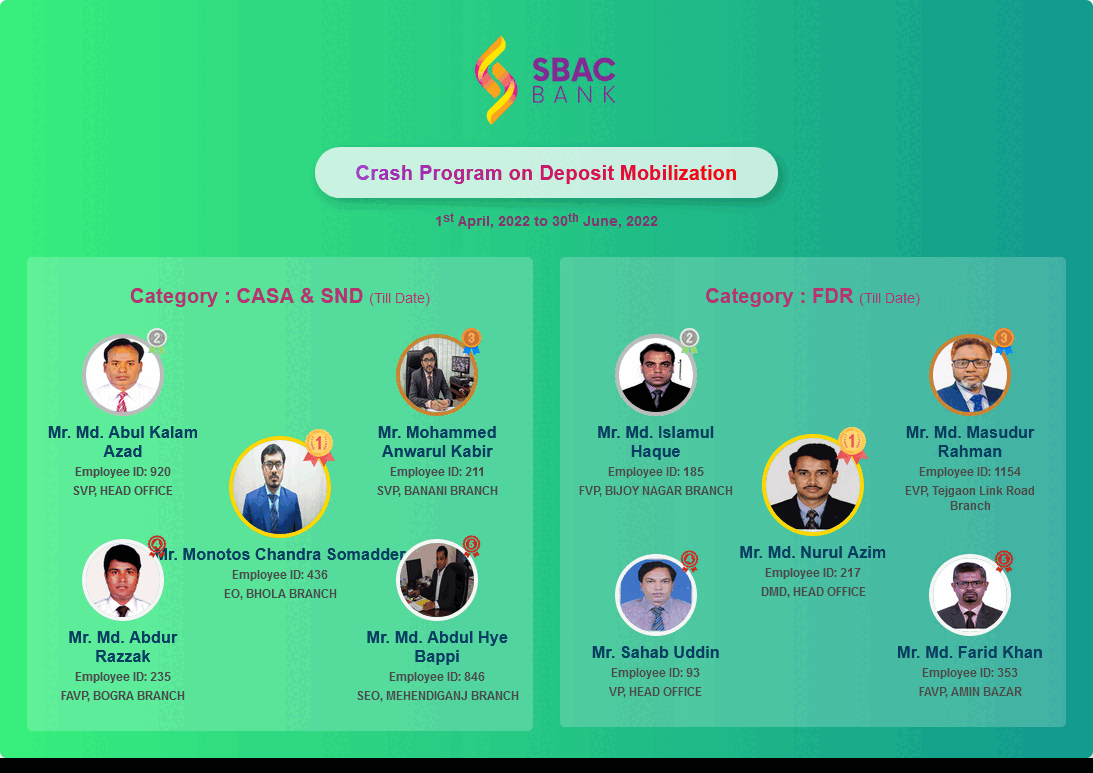 SBAC
BANK
Crash Program on Deposit Mobilization
1st April, 2022 to 30th June, 2022
Category : CASA & SND (Till Date)
2
Mr. Md. Abul Kalam
Azad
Employee ID: 920
SVP, HEAD OFFICE
3
Mr. Mohammed
Anwarul Kabir
Employee ID: 211
SVP, BANANI BRANCH
1
Mr. Monotos Chandra Somadder
Employee ID: 436
EO, BHOLA BRANCH
4
Mr. Md. Abdur
Razzak
Employee ID: 235
FAVP, BOGRA BRANCH
5
Mr. Md. Abdul Hye
Bappi
Employee ID: 846
SEO, MEHENDIGANJ BRANCH
Category : FDR (Till Date)
2
Mr. Md. Islamul
Haque
Employee ID: 185
FVP, BIJOY NAGAR BRANCH
3
Mr. Md. Masudur
Rahman
Employee ID: 1154
EVP, Tejgaon Link Road
Branch
1
Mr. Md. Nurul Azim
Employee ID: 217
DMD, HEAD OFFICE
4
Mr. Sahab Uddin
Employee ID: 93
VP, HEAD OFFICE
5
Mr. Md. Farid Khan
Employee ID: 353
FAVP, AMIN BAZAR